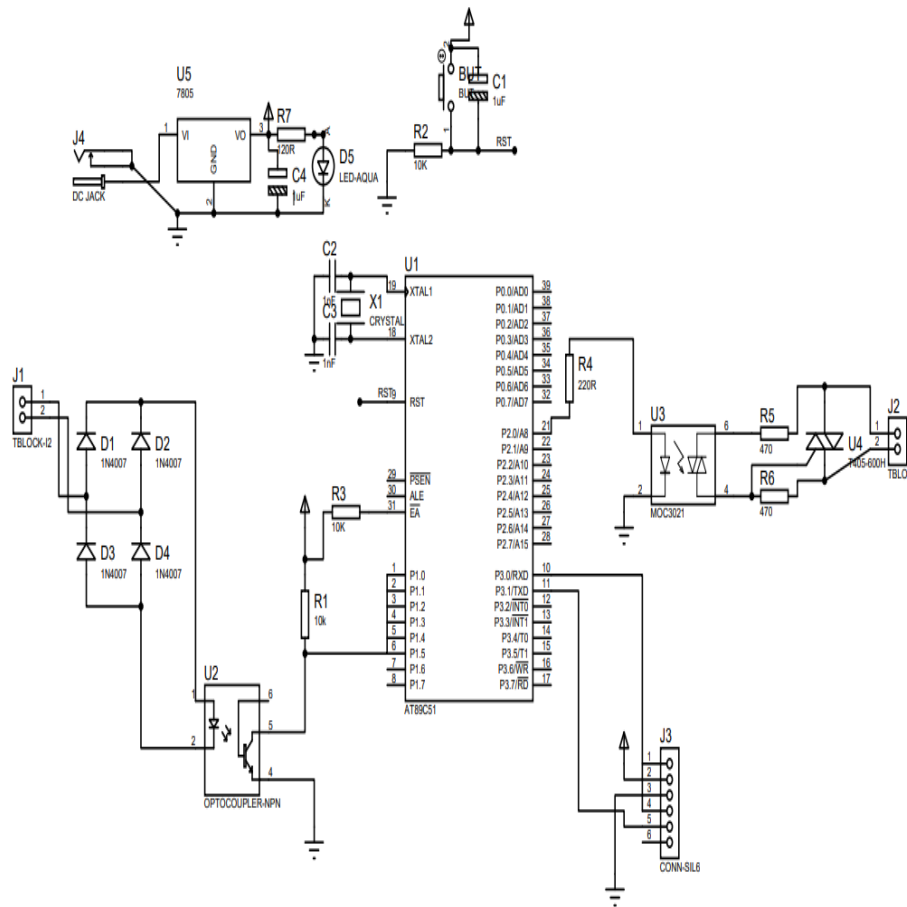 U5
7805
1
VI
VO
3
GND
2
J4
DC JACK
R7
120R
C4
1uF
A
D5
LED-AQUA
K
2
BUT
BUT
1
C1
1uF
R2
10K
RST
C2
1nF
C3
1nF
X1
CRYSTAL
U1
19
XTAL1
18
XTAL2
RST
9
RST
29
PSEN
30
ALE
31
EA
1
P1.0
2
P1.1
3
P1.2
4
P1.3
5
P1.4
6
P1.5
7
P1.6
8
P1.7
P0.0/AD0
39
P0.1/AD1
38
P0.2/AD2
37
P0.3/AD3
36
P0.4/AD4
35
P0.5/AD5
34
P0.6/AD6
33
P0.7/AD7
32
P2.0/A8
21
P2.1/A9
22
P2.2/A10
23
P2.3/A11
24
P2.4/A12
25
P2.5/A13
26
P2.6/A14
27
P2.7/A15
28
P3.0/RXD
10
P3.1/TXD
11
P3.2/INT0
12
P3.3/INT1
13
P3.4/T0
14
P3.5/T1
15
P3.6/WR
16
P3.7/RD
17
AT89C51
J1
1
2
TBLOCK-I2
D1
1N4007
D2
1N4007
D3
1N4007
D4
1N4007
R3
10K
R1
10k
U2
1
2
6
5
4
OPTOCOUPLER-NPN
R4
220R
U3
1
2
6
4
MOC3021
R5
470
R6
470
U4
T405-600H
J2
1
2
TBLO
J3
1
2
3
4
5
6
CONN-SIL6